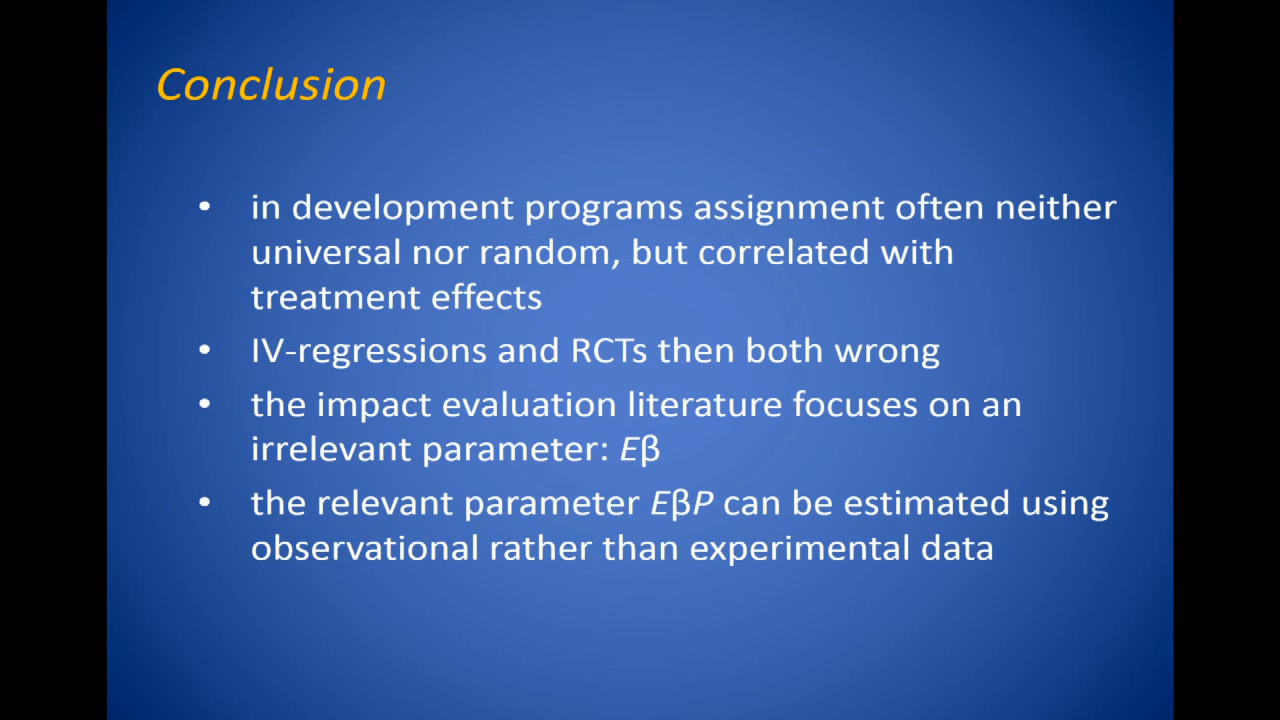 Conclusion
• in development programs assignment often neither
universal nor random, but correlated with
treatment effects
• IV-regressions and RCTs then both wrong
• the impact evaluation literature focuses on an
irrelevant parameter: Eβ
• the relevant parameter EβP can be estimated using
observational rather than experimental data